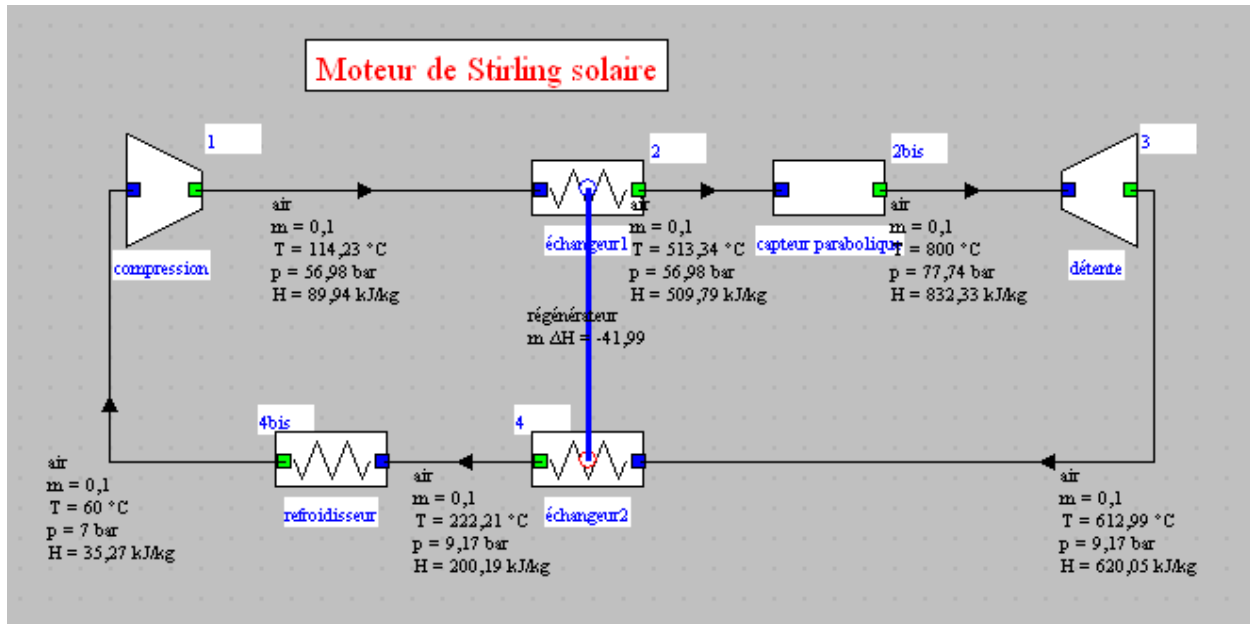 Moteur de Stirling solaire
1
compression
air
m = 0,1
T = 114,23 °C
p = 56,98 bar
H = 89,94 kJ/kg
2
échangeur1
air
m = 0,1
T = 513,34 °C
p = 56,98 bar
H = 509,79 kJ/kg
2bis
capteur parabolique
air
m = 0,1
T = 800 °C
p = 77,74 bar
H = 832,33 kJ/kg
3
détente
régénérateur
m ΔH = -41,99
4bis
refroidisseur
air
m = 0,1
T = 60 °C
p = 7 bar
H = 35,27 kJ/kg
4
échangeur2
air
m = 0,1
T = 222,21 °C
p = 9,17 bar
H = 200,19 kJ/kg
air
m = 0,1
T = 612,99 °C
p = 9,17 bar
H = 620,05 kJ/kg